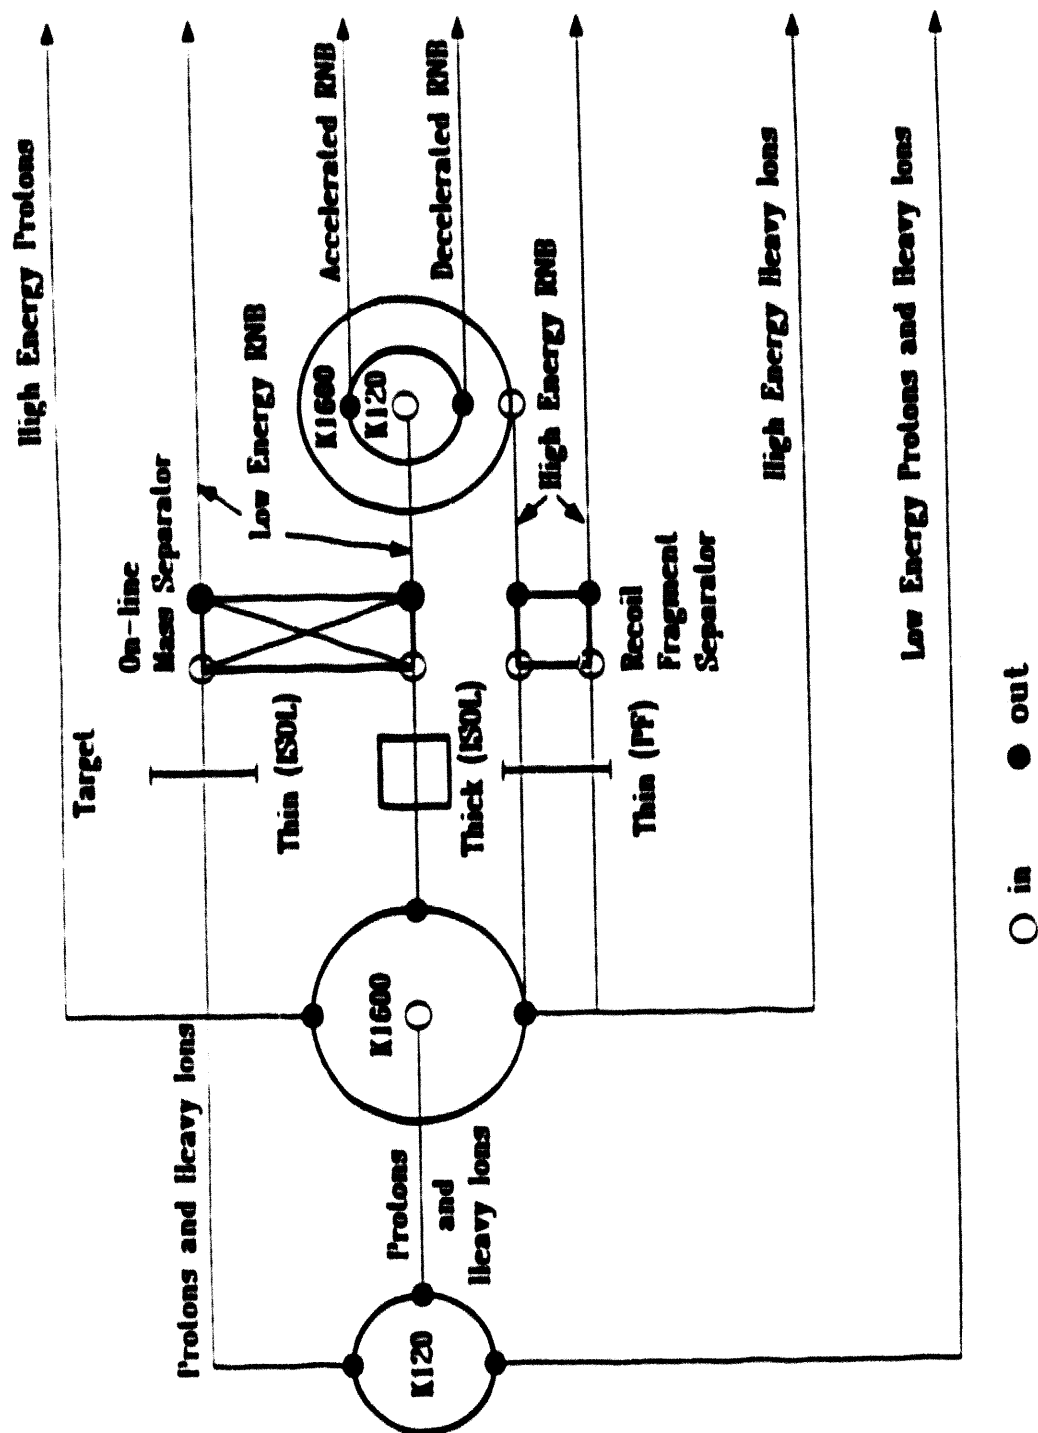 High Energy Protons
Protons and Heavy Ions
Target
On-line
Mass Separator
Low Energy RNB
Accelerated RNB
Thin (ISOL)
K1600
K120
Decelerated RNB
K120
Protons
and
Heavy Ions
K1600
Thick (ISOL)
High Energy RNB
Thin (PF)
Recoil
Fragment
Separator
High Energy Heavy Ions
Low Energy Protons and Heavy Ions
in
out